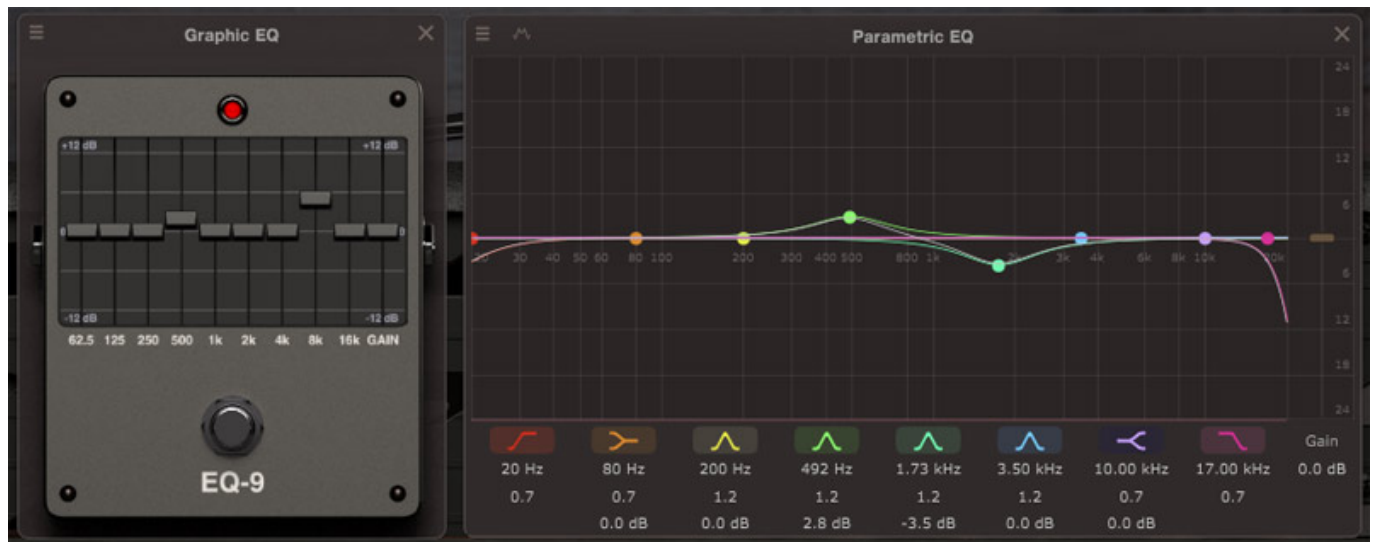 Graphic EQ
+12 dB +12 dB
0 0
-12 dB -12 dB
62.5 125 250 500 1k 2k 4k 8k 16k GAIN
EQ-9
Parametric EQ
24
18
12
6
30 40 50 60 80 100 200 300 400 500 800 1k 2k 3k 4k 6k 8k 10k 20k
6
12
18
24
Gain
20 Hz 80 Hz 200 Hz 492 Hz 1.73 kHz 3.50 kHz 10.00 kHz 17.00 kHz 0.0 dB
0.7 0.7 1.2 1.2 1.2 1.2 0.7 0.7
0.0 dB 0.0 dB 2.8 dB -3.5 dB 0.0 dB 0.0 dB